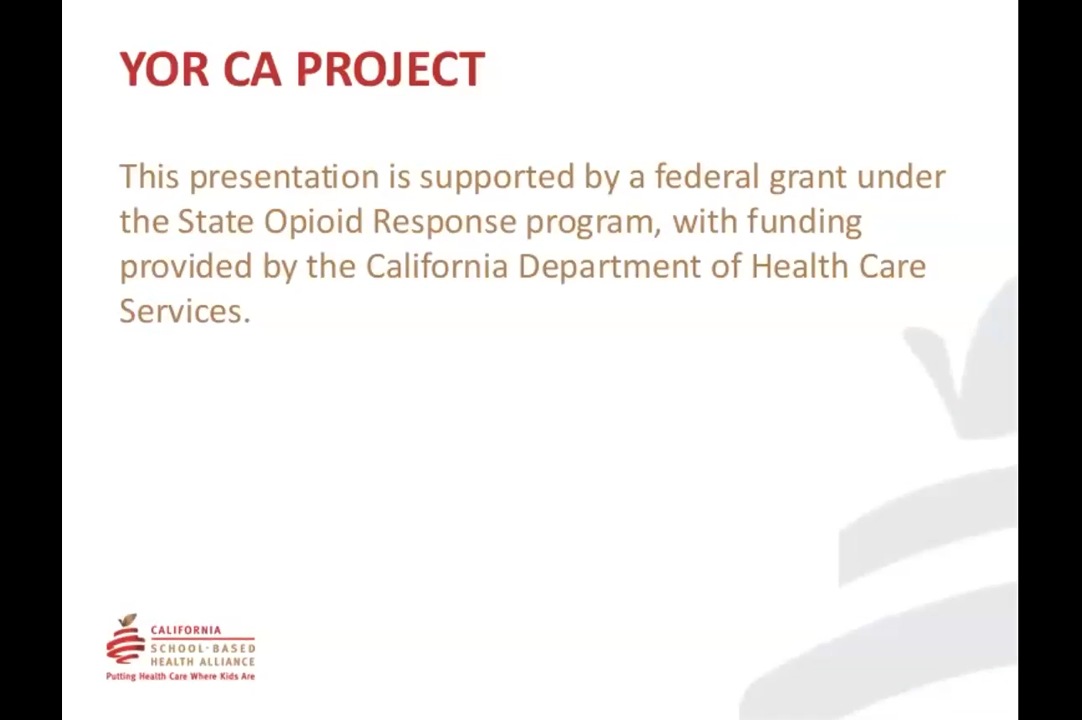 YOR CA PROJECT
This presentation is supported by a federal grant under
the State Opioid Response program, with funding
provided by the California Department of Health Care
Services.
CALIFORNIA
SCHOOL·BASED
HEALTH ALLIANCE
Putting Health Care Where Kids Are